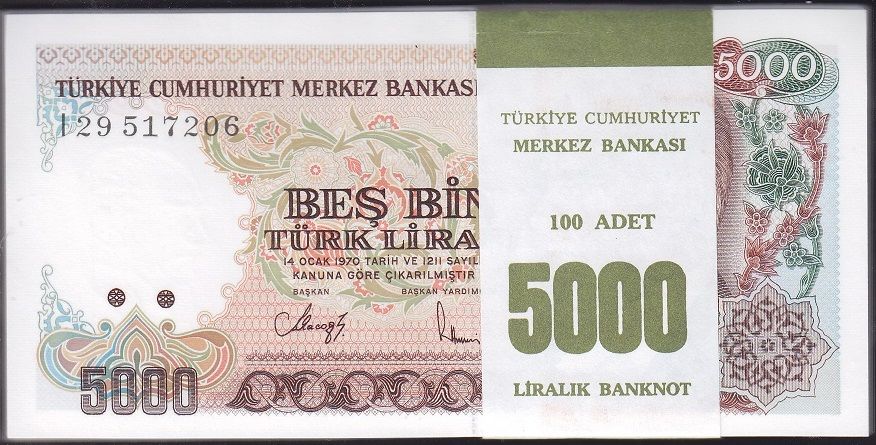 5000
TÜRKİYE CUMHURİYET MERKEZ BANKAS
I 29 517206
BEŞ BİN
TÜRK LİRA
14 OCAK 1970 TARİH VE 1211 SAYIL
KANUNA GÖRE ÇIKARILMIŞTIR
BAŞKAN BAŞKAN YARDIM
5000
TÜRKİYE CUMHURİYET
MERKEZ BANKASI
100 ADET
5000
LİRALIK BANKNOT